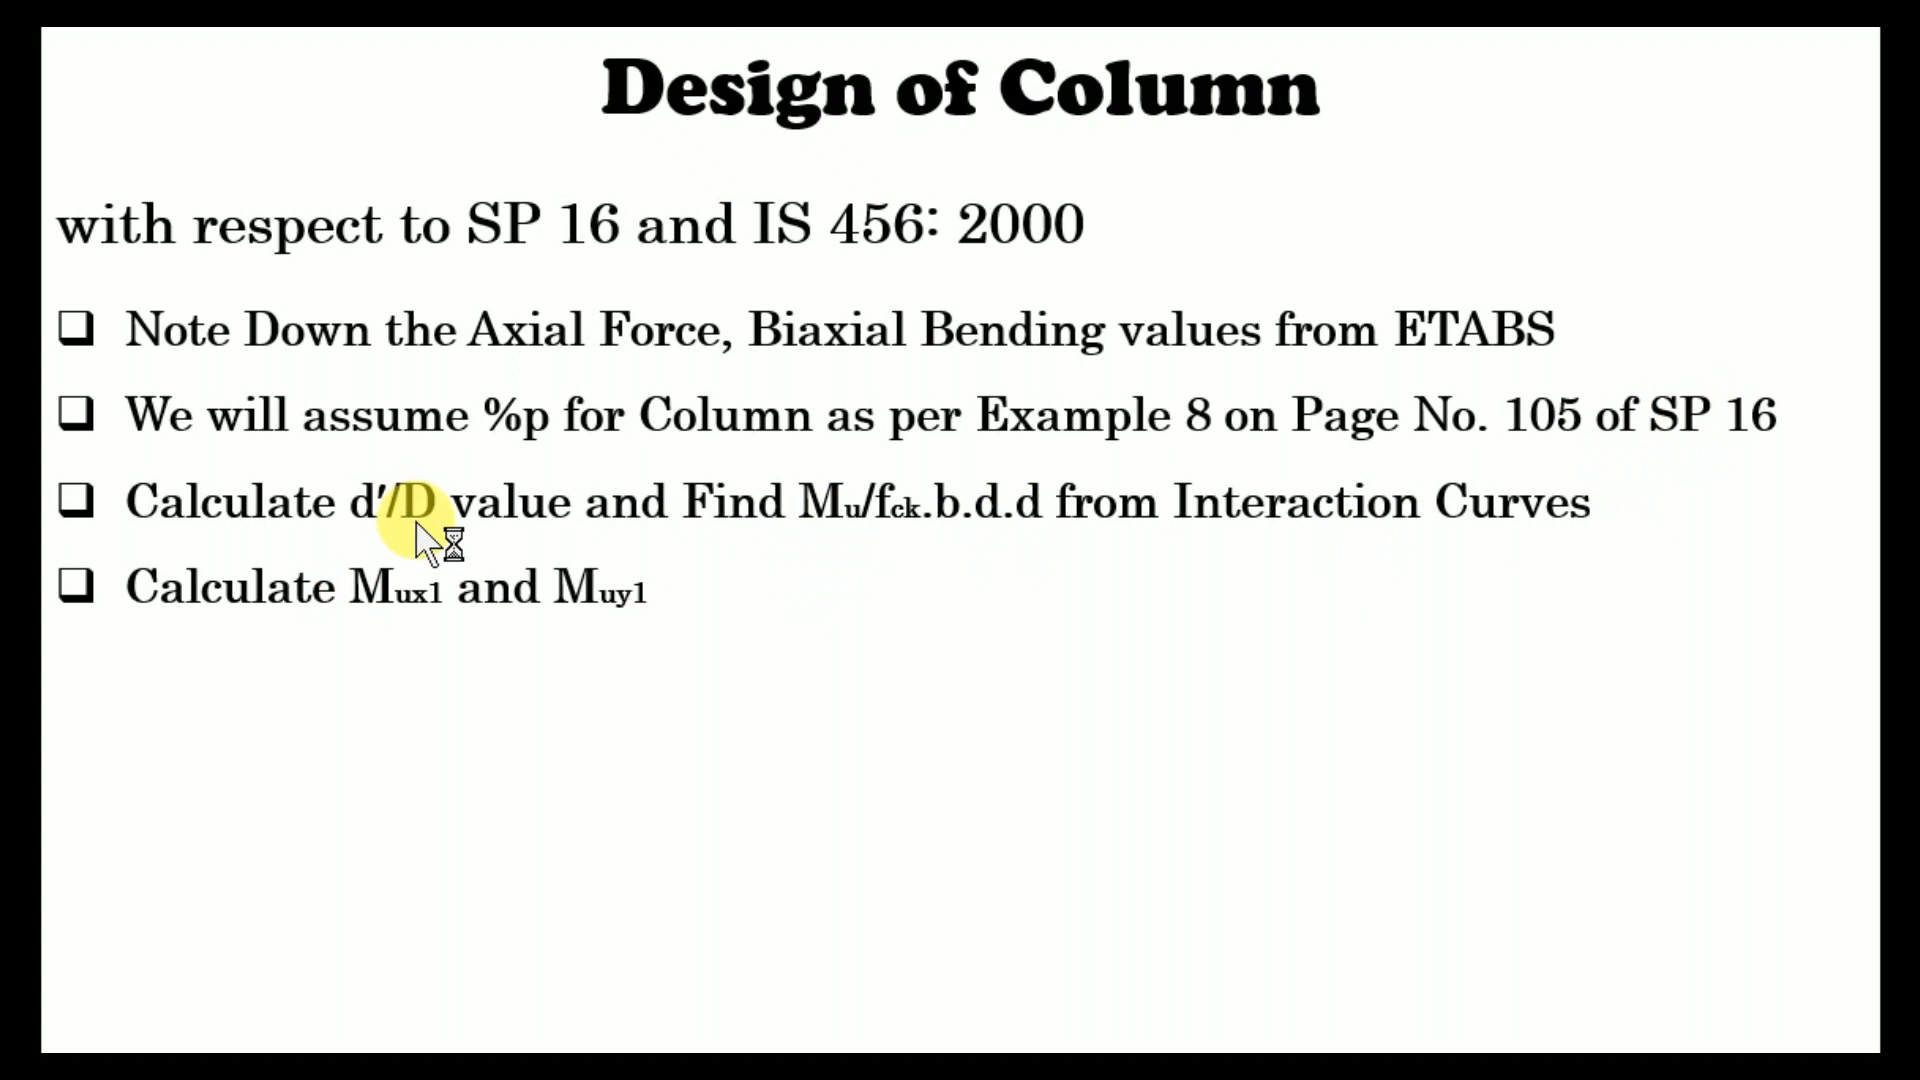 Design of Column
with respect to SP 16 and IS 456: 2000
❑ Note Down the Axial Force, Biaxial Bending values from ETABS
❑ We will assume %p for Column as per Example 8 on Page No. 105 of SP 16
❑ Calculate d'/D value and Find Mu/fck.b.d.d from Interaction Curves
❑ Calculate Mux1 and Muy1